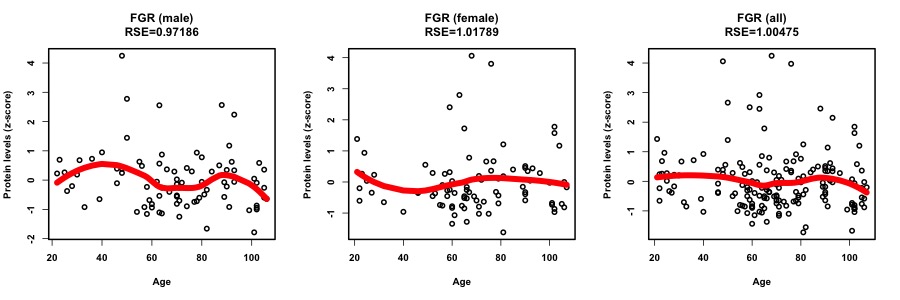 FGR (male)
RSE=0.97186
Protein levels (z-score)
4
3
2
1
0
-1
-2
20 40 60 80 100
Age
FGR (female)
RSE=1.01789
Protein levels (z-score)
4
3
2
1
0
-1
20 40 60 80 100
Age
FGR (all)
RSE=1.00475
Protein levels (z-score)
4
3
2
1
0
-1
20 40 60 80 100
Age